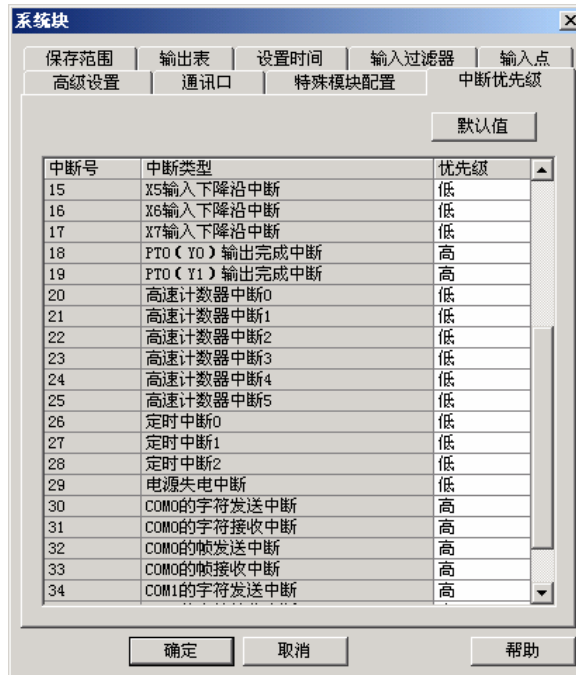 系统块
保存范围 输出表 设置时间 输入过滤器 输入点
高级设置 通讯口 特殊模块配置 中断优先级
默认值
中断号 中断类型 优先级
15 X5输入下降沿中断 低
16 X6输入下降沿中断 低
17 X7输入下降沿中断 低
18 PTO(Y0)输出完成中断 高
19 PTO(Y1)输出完成中断 高
20 高速计数器中断0 低
21 高速计数器中断1 低
22 高速计数器中断2 低
23 高速计数器中断3 低
24 高速计数器中断4 低
25 高速计数器中断5 低
26 定时中断0 低
27 定时中断1 低
28 定时中断2 低
29 电源失电中断 低
30 COM0的字符发送中断 高
31 COM0的字符接收中断 高
32 COM0的帧发送中断 高
33 COM0的帧接收中断 高
34 COM1的字符发送中断 高
确定 取消 帮助